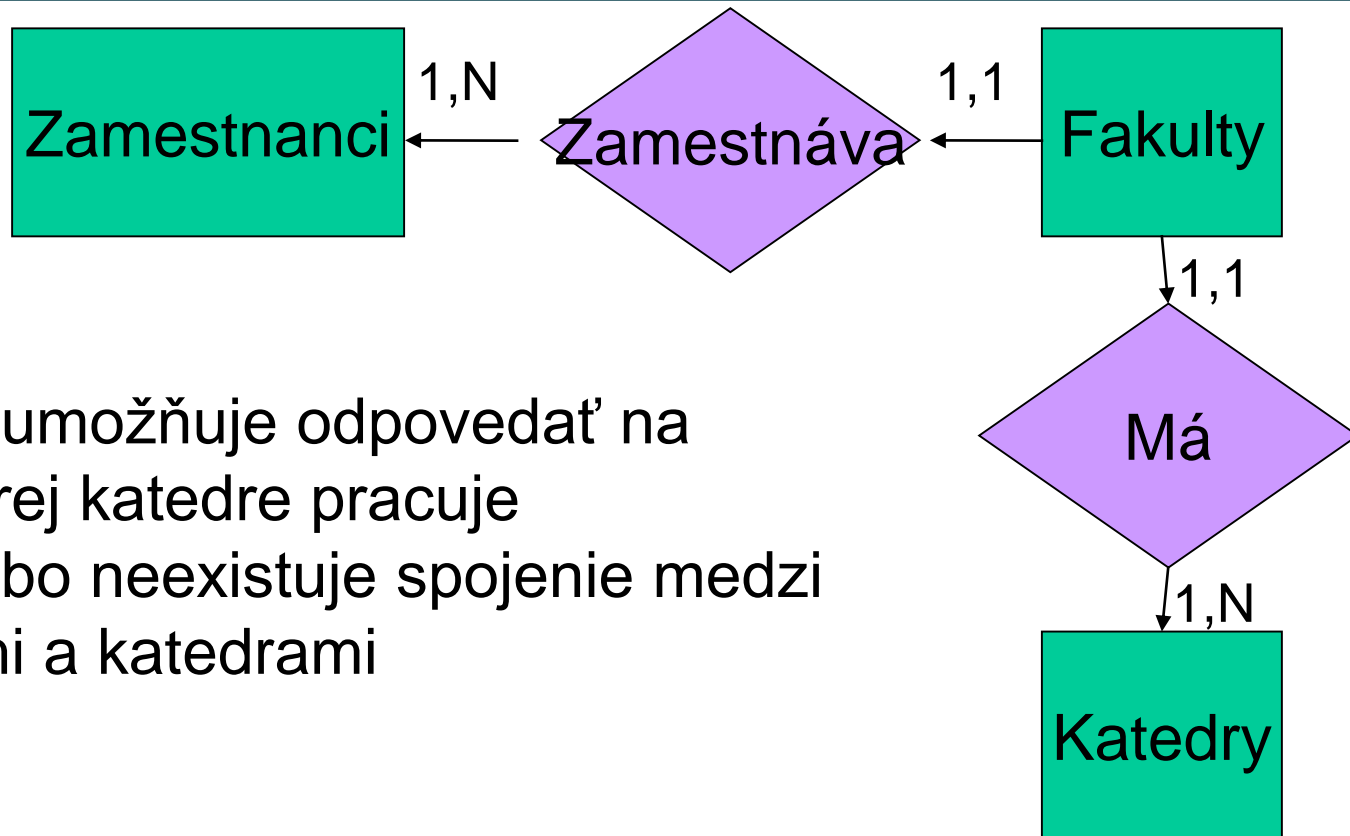 Zamestnanci
1,N
Zamestnáva
1,1
Fakulty
1,1
Má
umožňuje odpovedať na
rej katedre pracuje
bo neexistuje spojenie medzi
ni a katedrami
1,N
Katedry